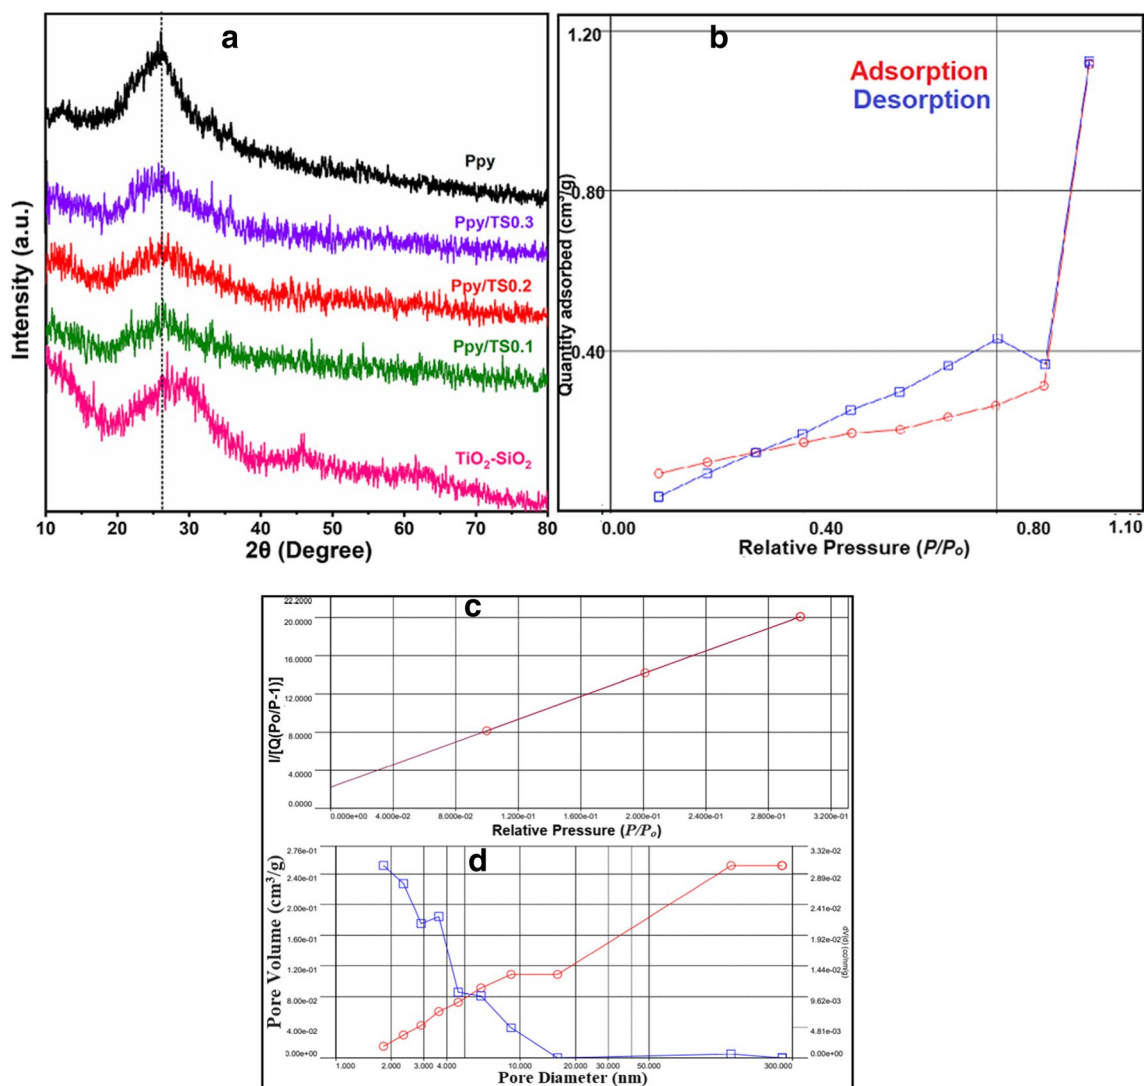 a
Ppy
Ppy/TS0.3
Ppy/TS0.2
Ppy/TS0.1
TiO₂-SiO₂
Intensity (a.u.)
10 20 30 40 50 60 70 80
2θ (Degree)
b
Adsorption
Desorption
1.20
0.80
0.40
Quantity adsorbed (cm³/g)
0.00 0.40 0.80 1.10
Relative Pressure (P/Pₒ)
c
22.2000
20.0000
16.0000
12.0000
8.0000
4.0000
0.0000
I/[Q(Po/P-1)]
0.000e+00 4.000e-02 8.000e-02 1.200e-01 1.600e-01 2.000e-01 2.400e-01 2.800e-01 3.200e-01
Relative Pressure (P/Pₒ)
d
2.76e-01
2.40e-01
2.00e-01
1.60e-01
1.20e-01
8.00e-02
4.00e-02
0.00e+00
Pore Volume (cm³/g)
3.32e-02
2.89e-02
2.41e-02
1.92e-02
1.44e-02
9.62e-03
4.81e-03
0.00e+00
dV(d) (cc/nm/g)
1.000 2.000 3.000 4.000 10.000 20.000 30.000 50.000 300.000
Pore Diameter (nm)